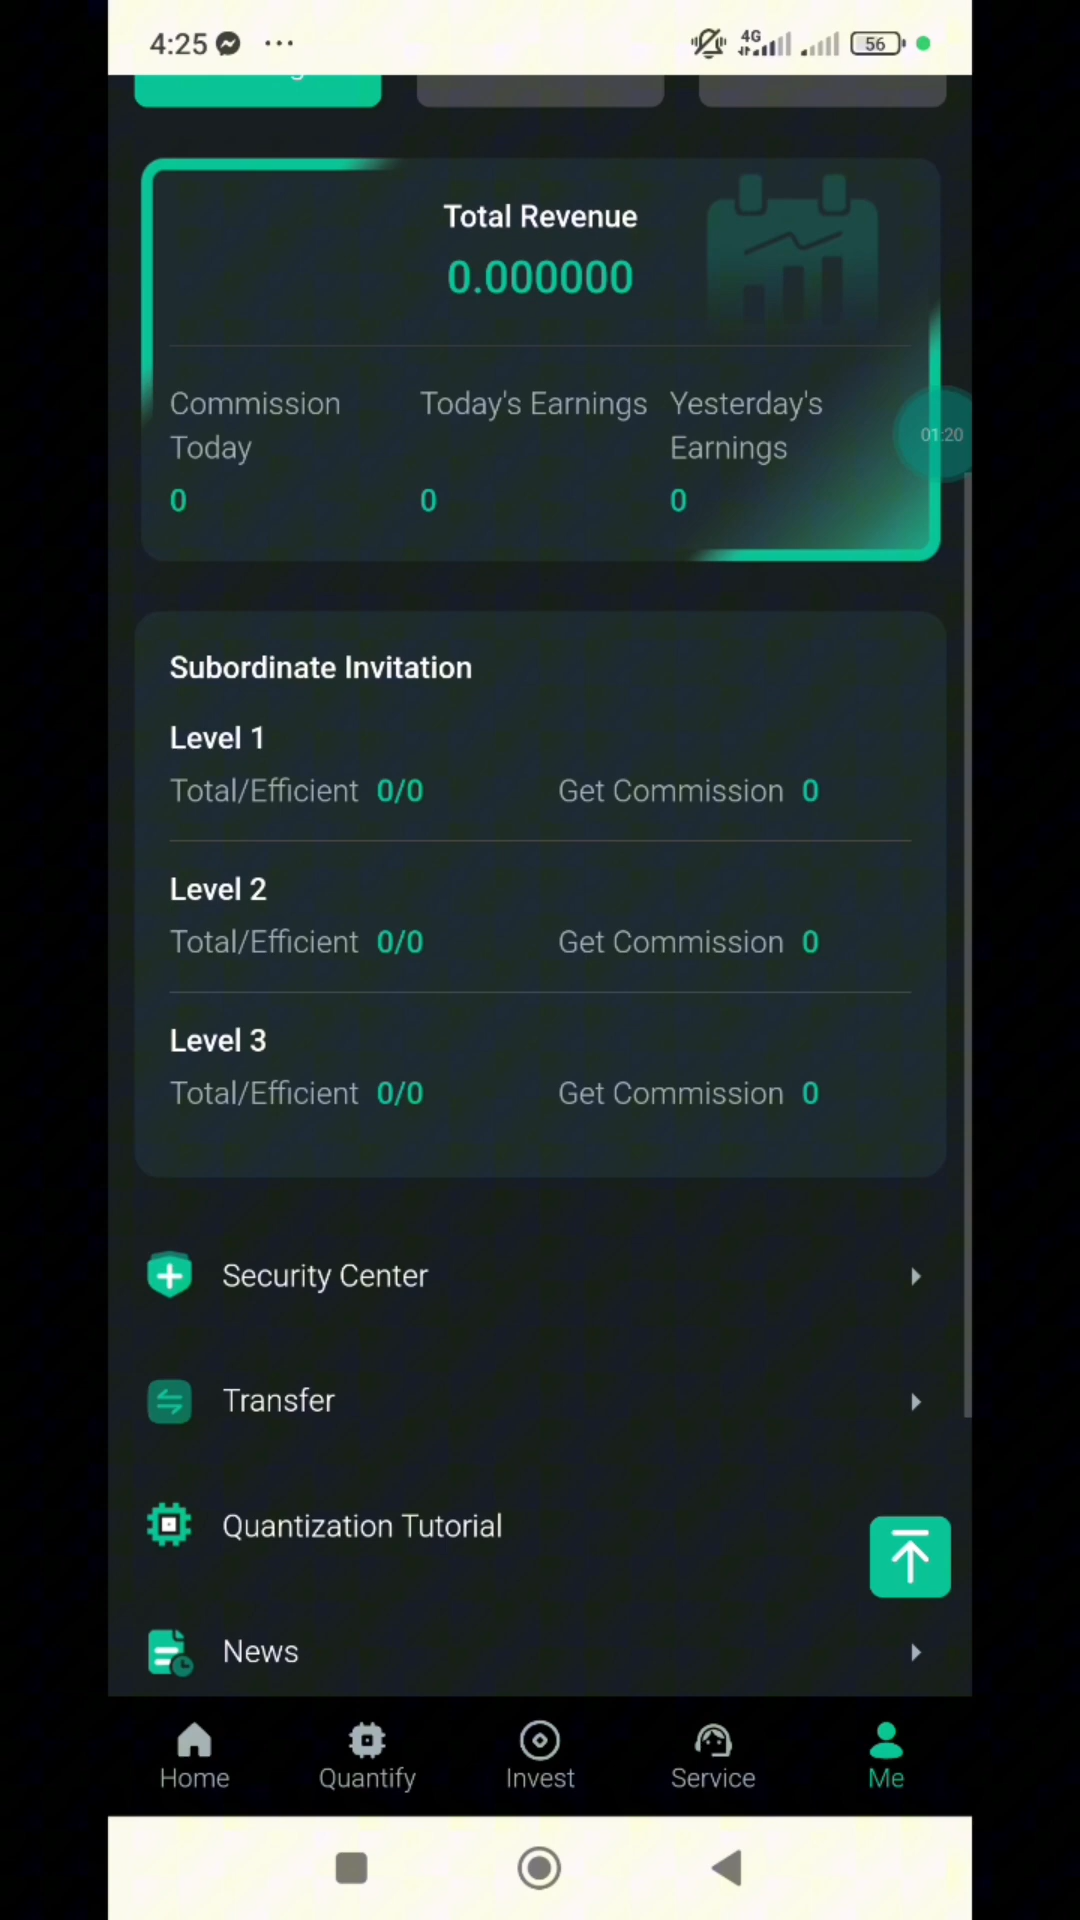 4:25
4G
56
Total Revenue
0.000000
Commission Today
Today's Earnings
Yesterday's Earnings
0
0
0
01:20
Subordinate Invitation
Level 1
Total/Efficient 0/0 Get Commission 0
Level 2
Total/Efficient 0/0 Get Commission 0
Level 3
Total/Efficient 0/0 Get Commission 0
Security Center
Transfer
Quantization Tutorial
News
Home Quantify Invest Service Me